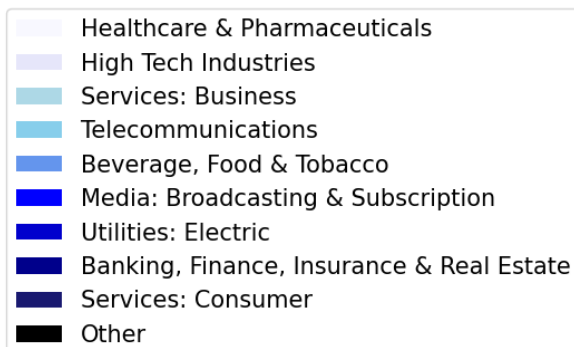 Healthcare & Pharmaceuticals
High Tech Industries
Services: Business
Telecommunications
Beverage, Food & Tobacco
Media: Broadcasting & Subscription
Utilities: Electric
Banking, Finance, Insurance & Real Estate
Services: Consumer
Other